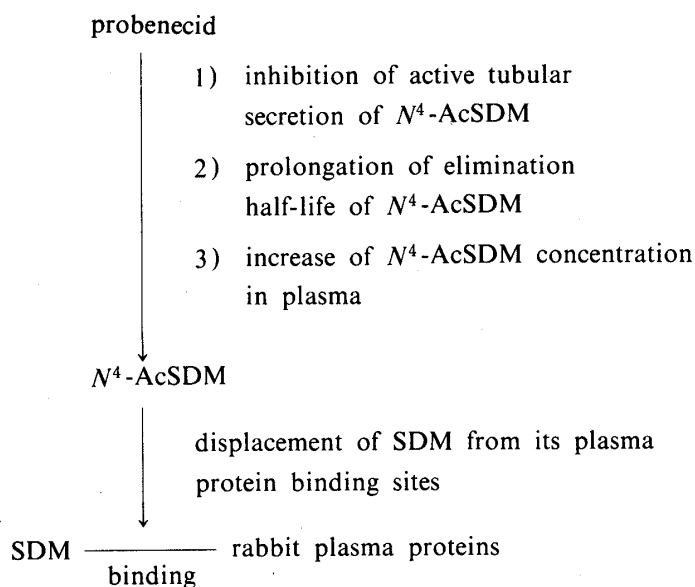 probenecid
1) inhibition of active tubular
secretion of N⁴-AcSDM
2) prolongation of elimination
half-life of N⁴-AcSDM
3) increase of N⁴-AcSDM concentration
in plasma
N⁴-AcSDM
displacement of SDM from its plasma
protein binding sites
SDM rabbit plasma proteins
binding